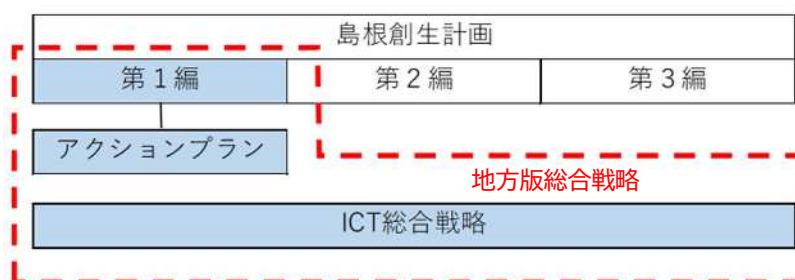 島根創生計画
第1編
第2編
第3編
アクションプラン
地方版総合戦略
ICT総合戦略